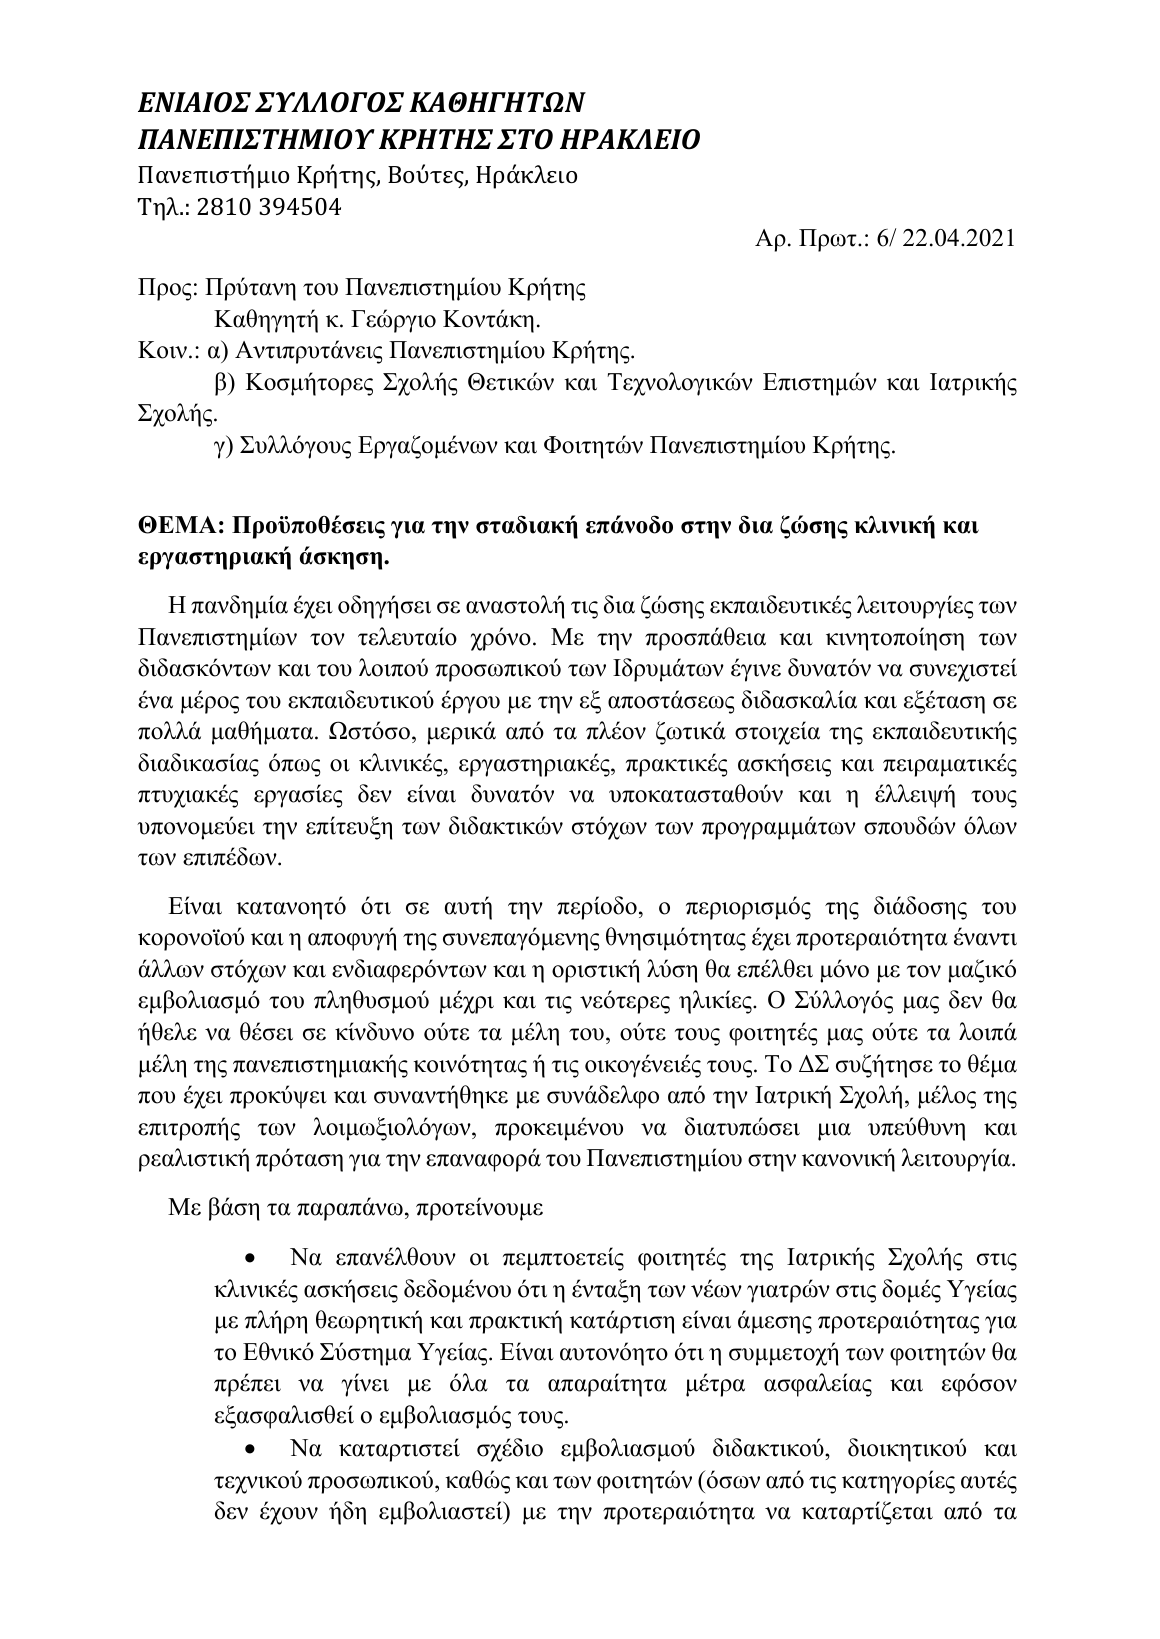 ΕΝΙΑΙΟΣ ΣΥΛΛΟΓΟΣ ΚΑΘΗΓΗΤΩΝ
ΠΑΝΕΠΙΣΤΗΜΙΟΥ ΚΡΗΤΗΣ ΣΤΟ ΗΡΑΚΛΕΙΟ
Πανεπιστήμιο Κρήτης, Βούτες, Ηράκλειο
Τηλ.: 2810 394504
Αρ. Πρωτ.: 6/ 22.04.2021
Προς: Πρύτανη του Πανεπιστημίου Κρήτης
Καθηγητή κ. Γεώργιο Κοντάκη.
Κοιν.: α) Αντιπρυτάνεις Πανεπιστημίου Κρήτης.
β) Κοσμήτορες Σχολής Θετικών και Τεχνολογικών Επιστημών και Ιατρικής
Σχολής.
γ) Συλλόγους Εργαζομένων και Φοιτητών Πανεπιστημίου Κρήτης.
ΘΕΜΑ: Προϋποθέσεις για την σταδιακή επάνοδο στην δια ζώσης κλινική και
εργαστηριακή άσκηση.
Η πανδημία έχει οδηγήσει σε αναστολή τις δια ζώσης εκπαιδευτικές λειτουργίες των
Πανεπιστημίων τον τελευταίο χρόνο. Με την προσπάθεια και κινητοποίηση των
διδασκόντων και του λοιπού προσωπικού των Ιδρυμάτων έγινε δυνατόν να συνεχιστεί
ένα μέρος του εκπαιδευτικού έργου με την εξ αποστάσεως διδασκαλία και εξέταση σε
πολλά μαθήματα. Ωστόσο, μερικά από τα πλέον ζωτικά στοιχεία της εκπαιδευτικής
διαδικασίας όπως οι κλινικές, εργαστηριακές, πρακτικές ασκήσεις και πειραματικές
πτυχιακές εργασίες δεν είναι δυνατόν να υποκατασταθούν και η έλλειψή τους
υπονομεύει την επίτευξη των διδακτικών στόχων των προγραμμάτων σπουδών όλων
των επιπέδων.
Είναι κατανοητό ότι σε αυτή την περίοδο, ο περιορισμός της διάδοσης του
κορονοϊού και η αποφυγή της συνεπαγόμενης θνησιμότητας έχει προτεραιότητα έναντι
άλλων στόχων και ενδιαφερόντων και η οριστική λύση θα επέλθει μόνο με τον μαζικό
εμβολιασμό του πληθυσμού μέχρι και τις νεότερες ηλικίες. Ο Σύλλογός μας δεν θα
ήθελε να θέσει σε κίνδυνο ούτε τα μέλη του, ούτε τους φοιτητές μας ούτε τα λοιπά
μέλη της πανεπιστημιακής κοινότητας ή τις οικογένειές τους. Το ΔΣ συζήτησε το θέμα
που έχει προκύψει και συναντήθηκε με συνάδελφο από την Ιατρική Σχολή, μέλος της
επιτροπής των λοιμωξιολόγων, προκειμένου να διατυπώσει μια υπεύθυνη και
ρεαλιστική πρόταση για την επαναφορά του Πανεπιστημίου στην κανονική λειτουργία.
Με βάση τα παραπάνω, προτείνουμε
• Να επανέλθουν οι πεμπτοετείς φοιτητές της Ιατρικής Σχολής στις
κλινικές ασκήσεις δεδομένου ότι η ένταξη των νέων γιατρών στις δομές Υγείας
με πλήρη θεωρητική και πρακτική κατάρτιση είναι άμεσης προτεραιότητας για
το Εθνικό Σύστημα Υγείας. Είναι αυτονόητο ότι η συμμετοχή των φοιτητών θα
πρέπει να γίνει με όλα τα απαραίτητα μέτρα ασφαλείας και εφόσον
εξασφαλισθεί ο εμβολιασμός τους.
• Να καταρτιστεί σχέδιο εμβολιασμού διδακτικού, διοικητικού και
τεχνικού προσωπικού, καθώς και των φοιτητών (όσων από τις κατηγορίες αυτές
δεν έχουν ήδη εμβολιαστεί) με την προτεραιότητα να καταρτίζεται από τα